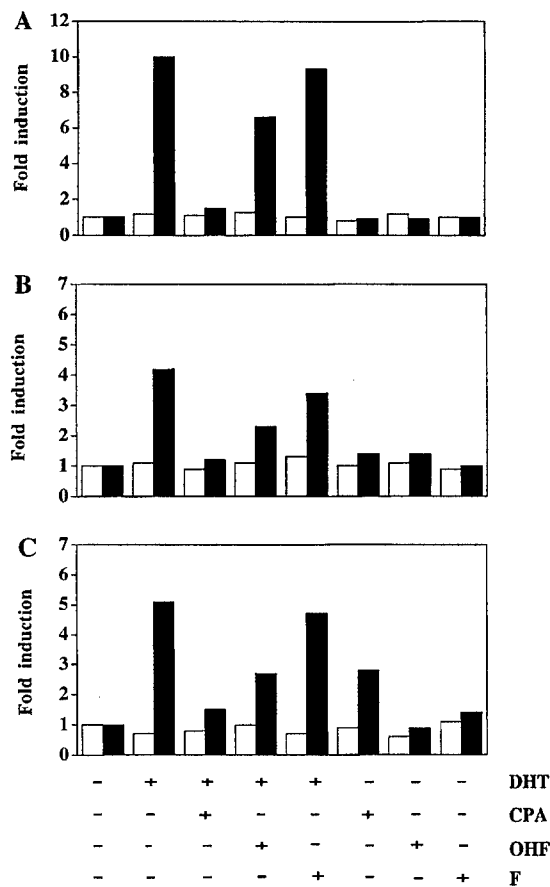 A
12
10
8
6
4
2
0
Fold induction
B
7
6
5
4
3
2
1
0
Fold induction
C
7
6
5
4
3
2
1
0
Fold induction
- + + + + - - - DHT
- - + - - + - - CPA
- - - + - - + - OHF
- - - - + - - + F